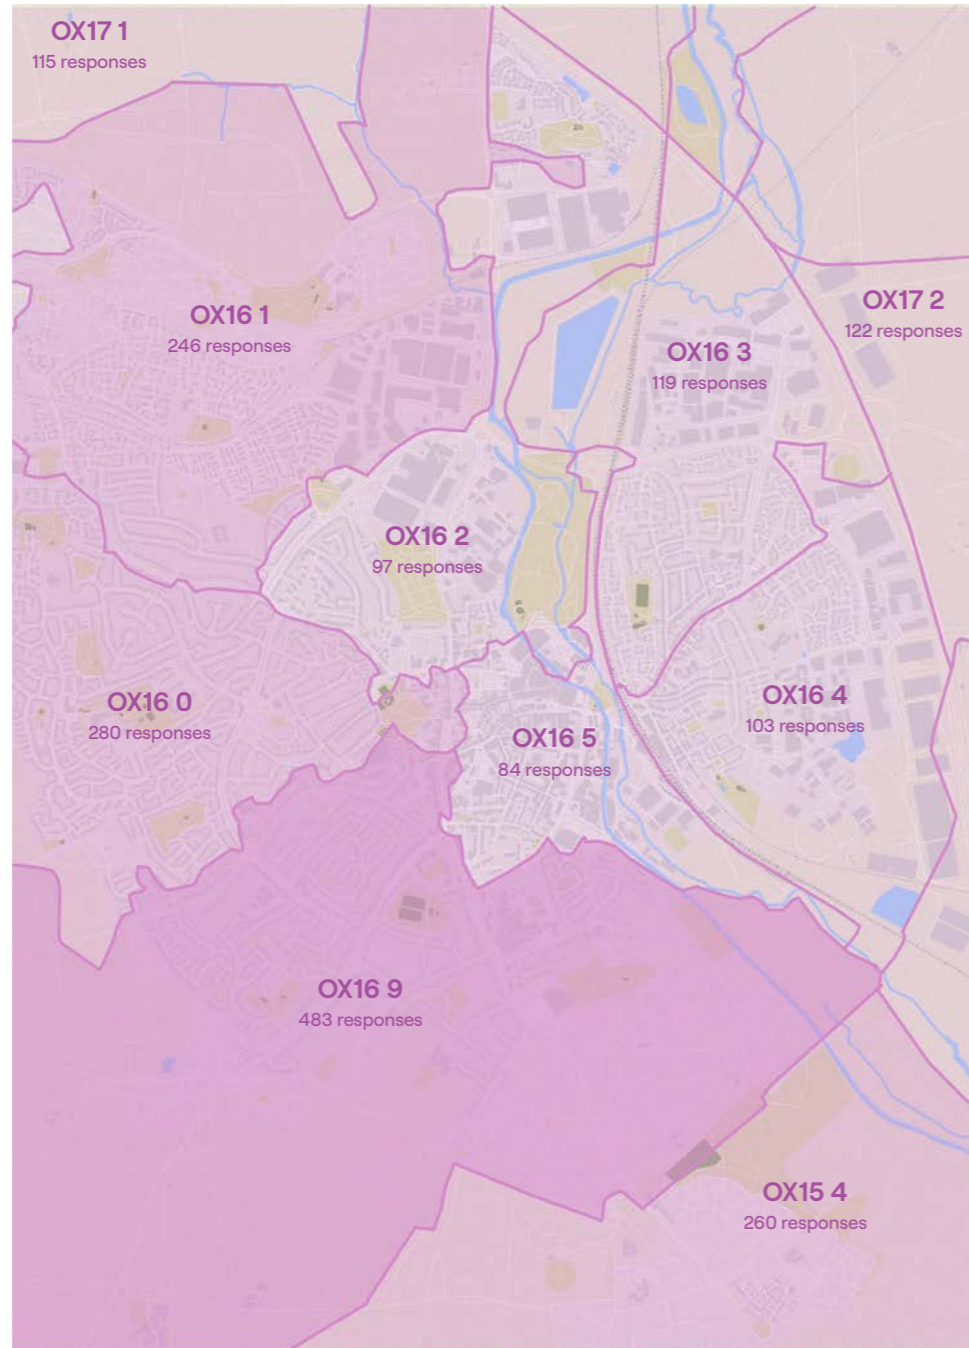 OX17 1
115 responses
OX17 2
122 responses
OX16 1
246 responses
OX16 3
119 responses
OX16 2
97 responses
OX16 0
280 responses
OX16 4
103 responses
OX16 5
84 responses
OX16 9
483 responses
OX15 4
260 responses